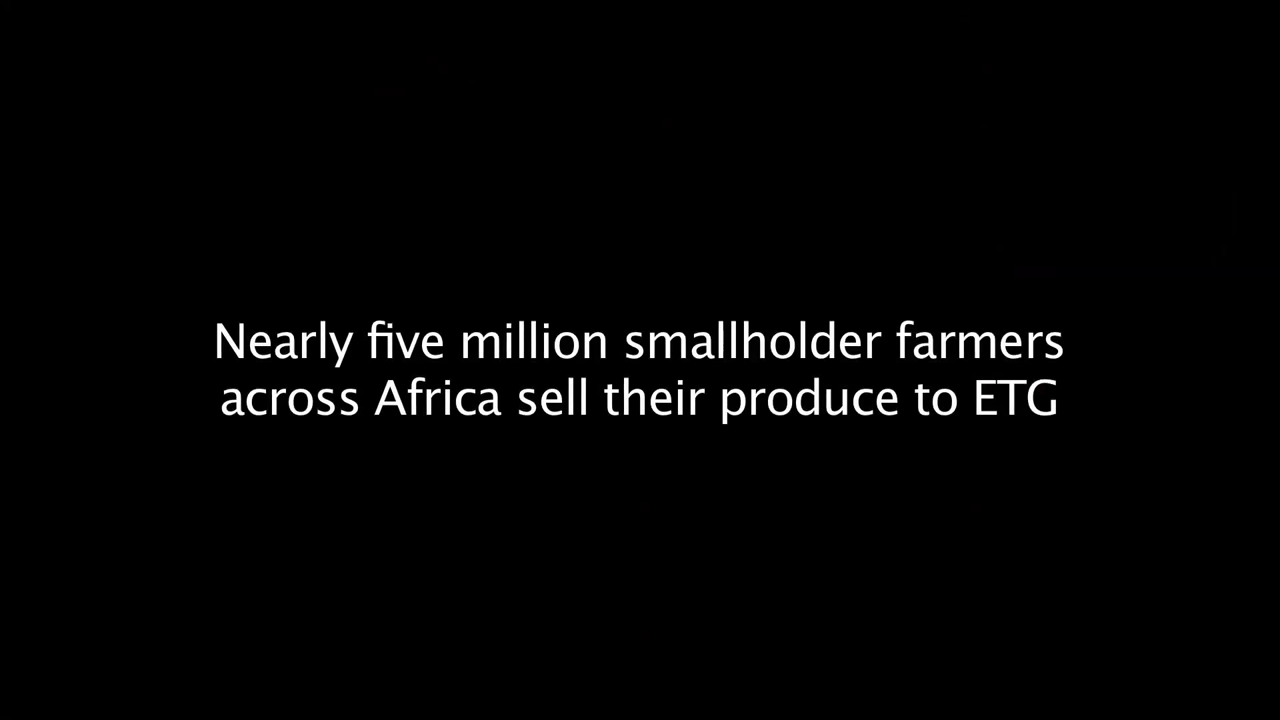 Nearly five million smallholder farmers
across Africa sell their produce to ETG